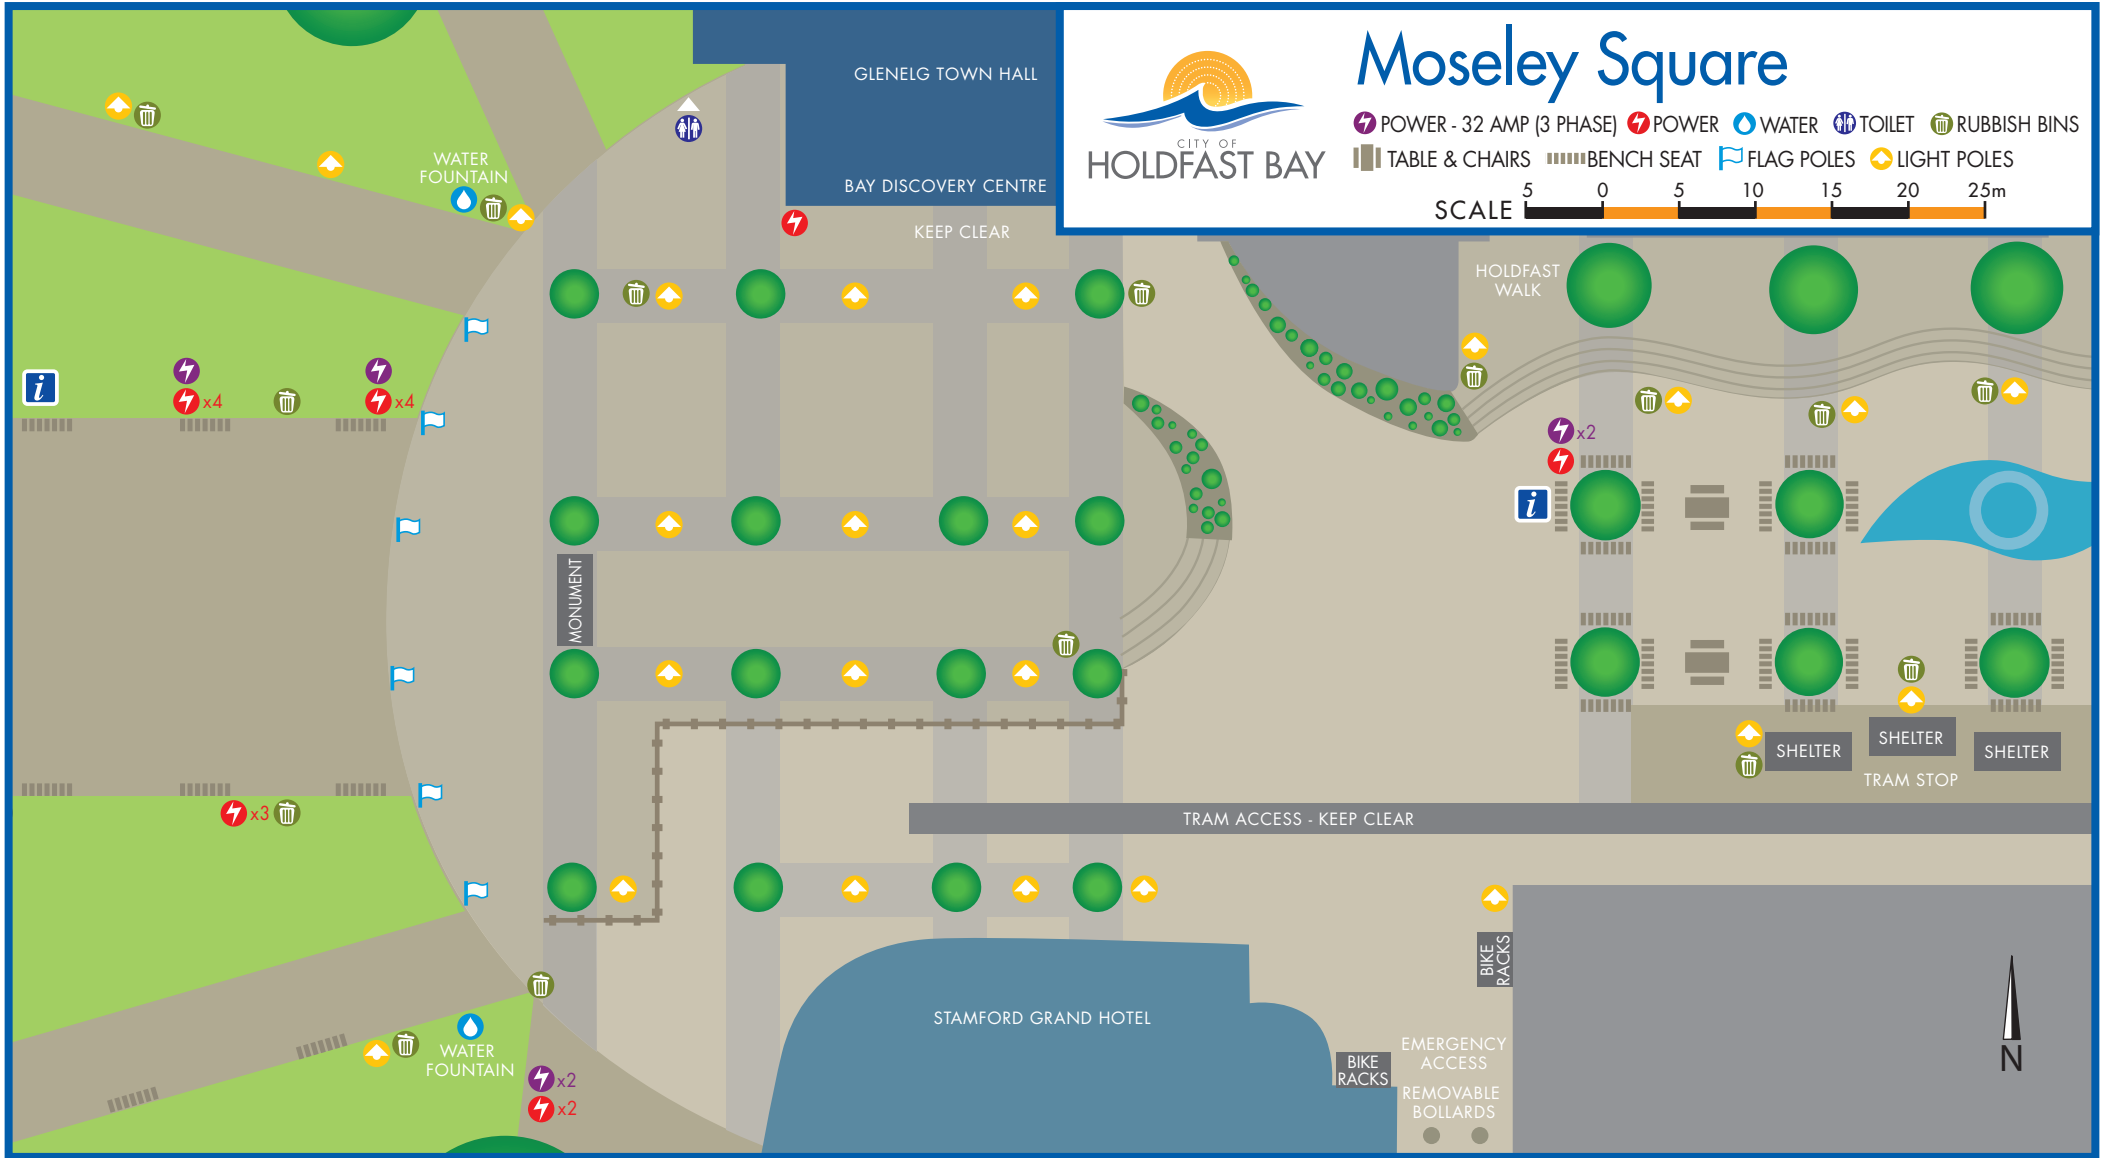 Moseley Square
CITY OF
HOLDFAST BAY
POWER - 32 AMP (3 PHASE) POWER WATER TOILET RUBBISH BINS
TABLE & CHAIRS BENCH SEAT FLAG POLES LIGHT POLES
5 0 5 10 15 20 25m
SCALE
GLENELG TOWN HALL
BAY DISCOVERY CENTRE
KEEP CLEAR
WATER
FOUNTAIN
HOLDFAST
WALK
i
x4
x4
x2
i
MONUMENT
SHELTER
SHELTER
SHELTER
TRAM STOP
x3
TRAM ACCESS - KEEP CLEAR
BIKE
RACKS
STAMFORD GRAND HOTEL
WATER
FOUNTAIN
x2
x2
BIKE
RACKS
EMERGENCY
ACCESS
REMOVABLE
BOLLARDS
N